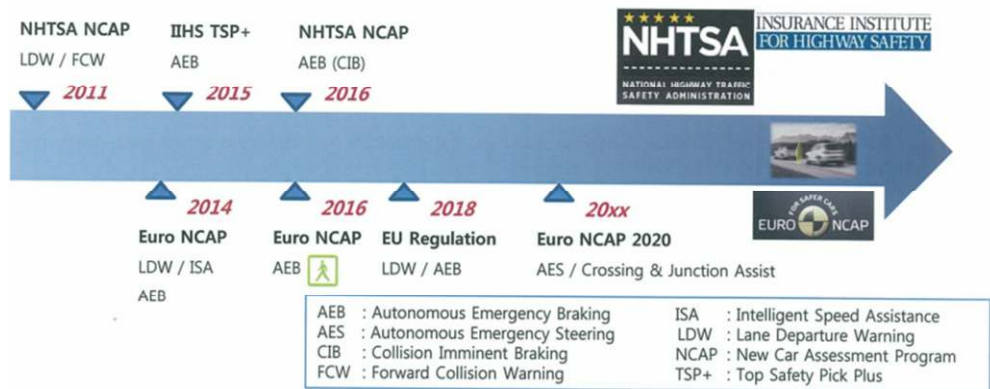 NHTSA NCAP
LDW / FCW
2011
IIHS TSP+
AEB
2015
NHTSA NCAP
AEB (CIB)
2016
NHTSA
NATIONAL HIGHWAY TRAFFIC
SAFETY ADMINISTRATION
INSURANCE INSTITUTE
FOR HIGHWAY SAFETY
2014
Euro NCAP
LDW / ISA
AEB
2016
Euro NCAP
AEB
2018
EU Regulation
LDW / AEB
20xx
Euro NCAP 2020
AES / Crossing & Junction Assist
FOR SAFER CARS
EURO NCAP
AEB : Autonomous Emergency Braking
AES : Autonomous Emergency Steering
CIB : Collision Imminent Braking
FCW : Forward Collision Warning
ISA : Intelligent Speed Assistance
LDW : Lane Departure Warning
NCAP : New Car Assessment Program
TSP+ : Top Safety Pick Plus